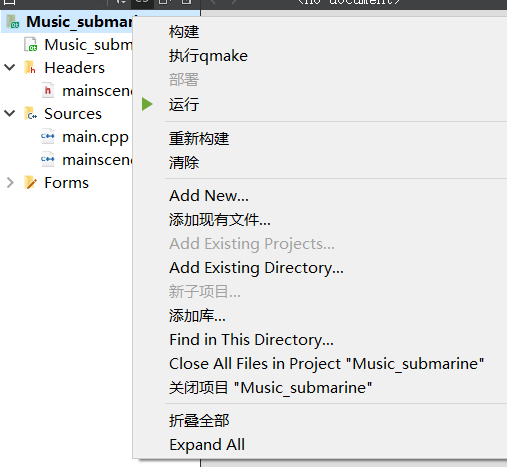 <no document>
Music_submarine
Music_subm
Headers
mainscene
Sources
main.cpp
mainscene
Forms
构建
执行qmake
部署
运行
重新构建
清除
Add New...
添加现有文件...
Add Existing Projects...
Add Existing Directory...
新子项目...
添加库...
Find in This Directory...
Close All Files in Project "Music_submarine"
关闭项目 "Music_submarine"
折叠全部
Expand All